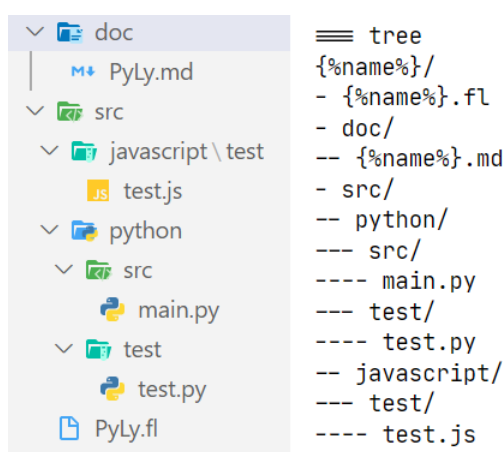 doc
PyLy.md
src
javascript\test
JS test.js
python
src
main.py
test
test.py
PyLy.fl
=== tree
{%name%}/
- {%name%}.fl
- doc/
-- {%name%}.md
- src/
-- python/
--- src/
---- main.py
--- test/
---- test.py
-- javascript/
--- test/
---- test.js